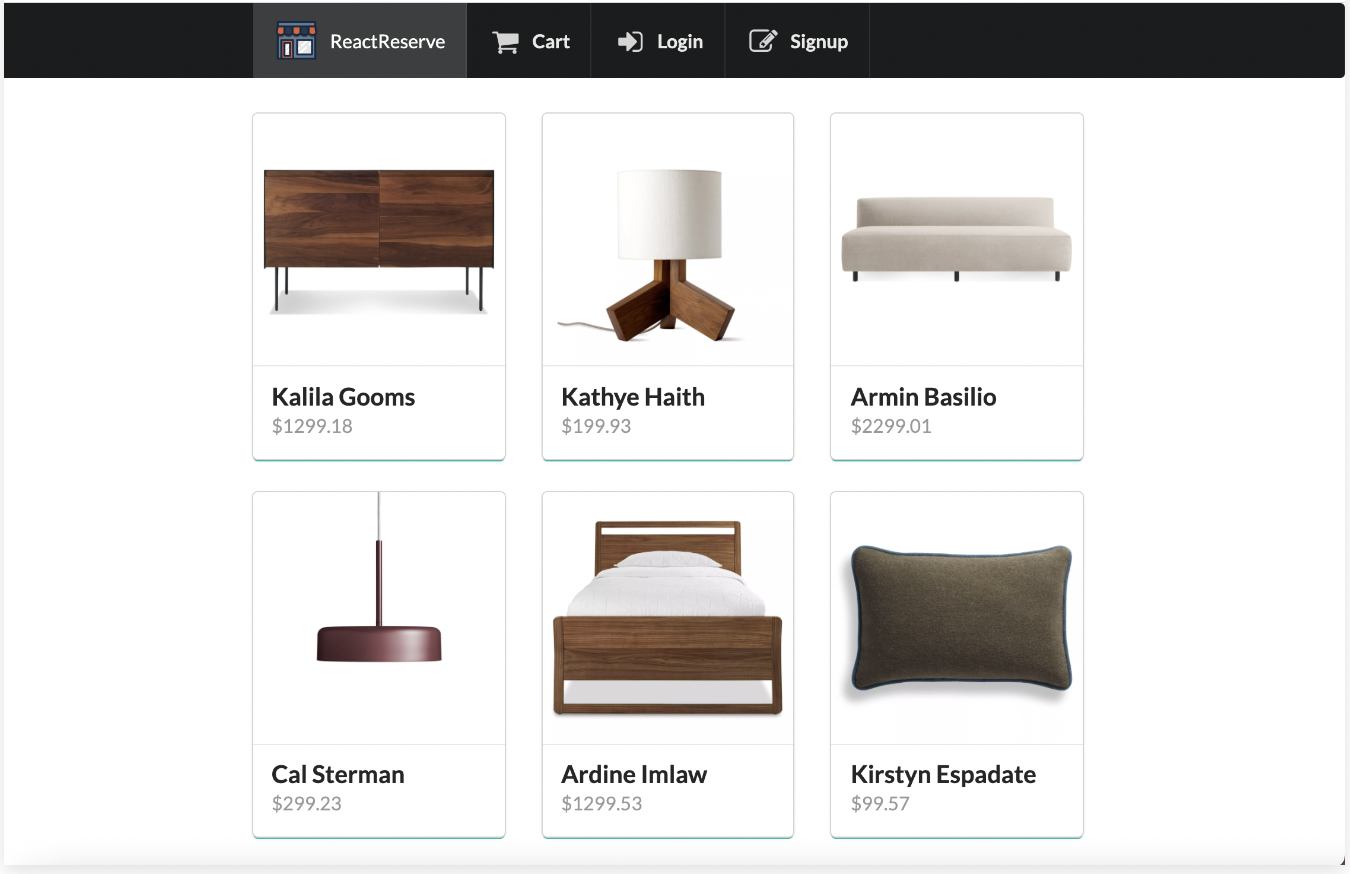 ReactReserve Cart Login Signup
Kalila Gooms Kathye Haith Armin Basilio
$1299.18 $199.93 $2299.01
Cal Sterman Ardine Imlaw Kirstyn Espadate
$299.23 $1299.53 $99.57